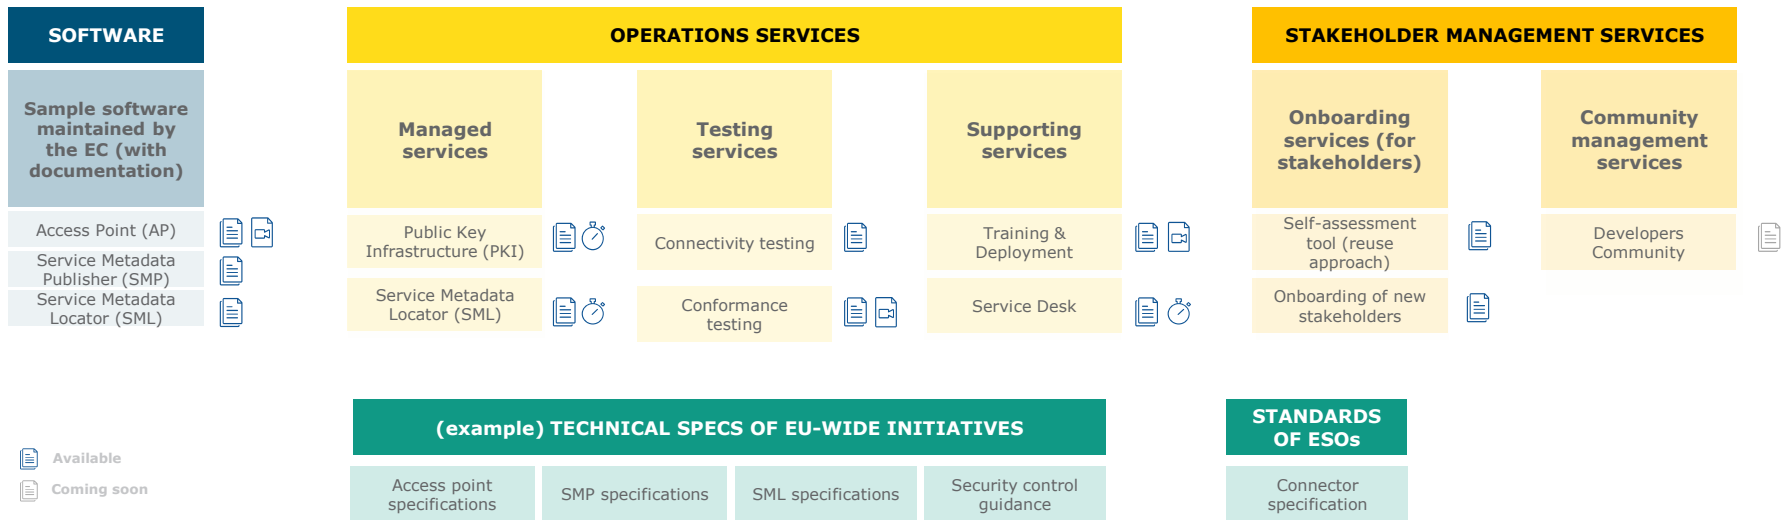 SOFTWARE
OPERATIONS SERVICES
STAKEHOLDER MANAGEMENT SERVICES
Sample software
maintained by
the EC (with
documentation)
Managed
services
Testing
services
Supporting
services
Onboarding
services (for
stakeholders)
Community
management
services
Access Point (AP)
Service Metadata
Publisher (SMP)
Service Metadata
Locator (SML)
Public Key
Infrastructure (PKI)
Service Metadata
Locator (SML)
Connectivity testing
Conformance
testing
Training &
Deployment
Service Desk
Self-assessment
tool (reuse
approach)
Onboarding of new
stakeholders
Developers
Community
(example) TECHNICAL SPECS OF EU-WIDE INITIATIVES
STANDARDS
OF ESOs
Available
Coming soon
Access point
specifications
SMP specifications
SML specifications
Security control
guidance
Connector
specification